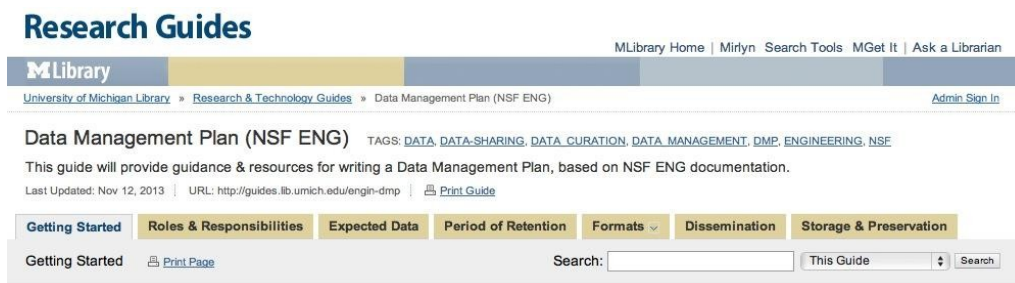 Research Guides
MLibrary Home | Mirlyn Search Tools MGet It | Ask a Librarian
MLibrary
University of Michigan Library » Research & Technology Guides » Data Management Plan (NSF ENG) Admin Sign In
Data Management Plan (NSF ENG) TAGS: DATA, DATA-SHARING, DATA_CURATION, DATA_MANAGEMENT, DMP, ENGINEERING, NSF
This guide will provide guidance & resources for writing a Data Management Plan, based on NSF ENG documentation.
Last Updated: Nov 12, 2013 | URL: http://guides.lib.umich.edu/engin-dmp | Print Guide
Getting Started Roles & Responsibilities Expected Data Period of Retention Formats Dissemination Storage & Preservation
Getting Started Print Page Search: This Guide Search